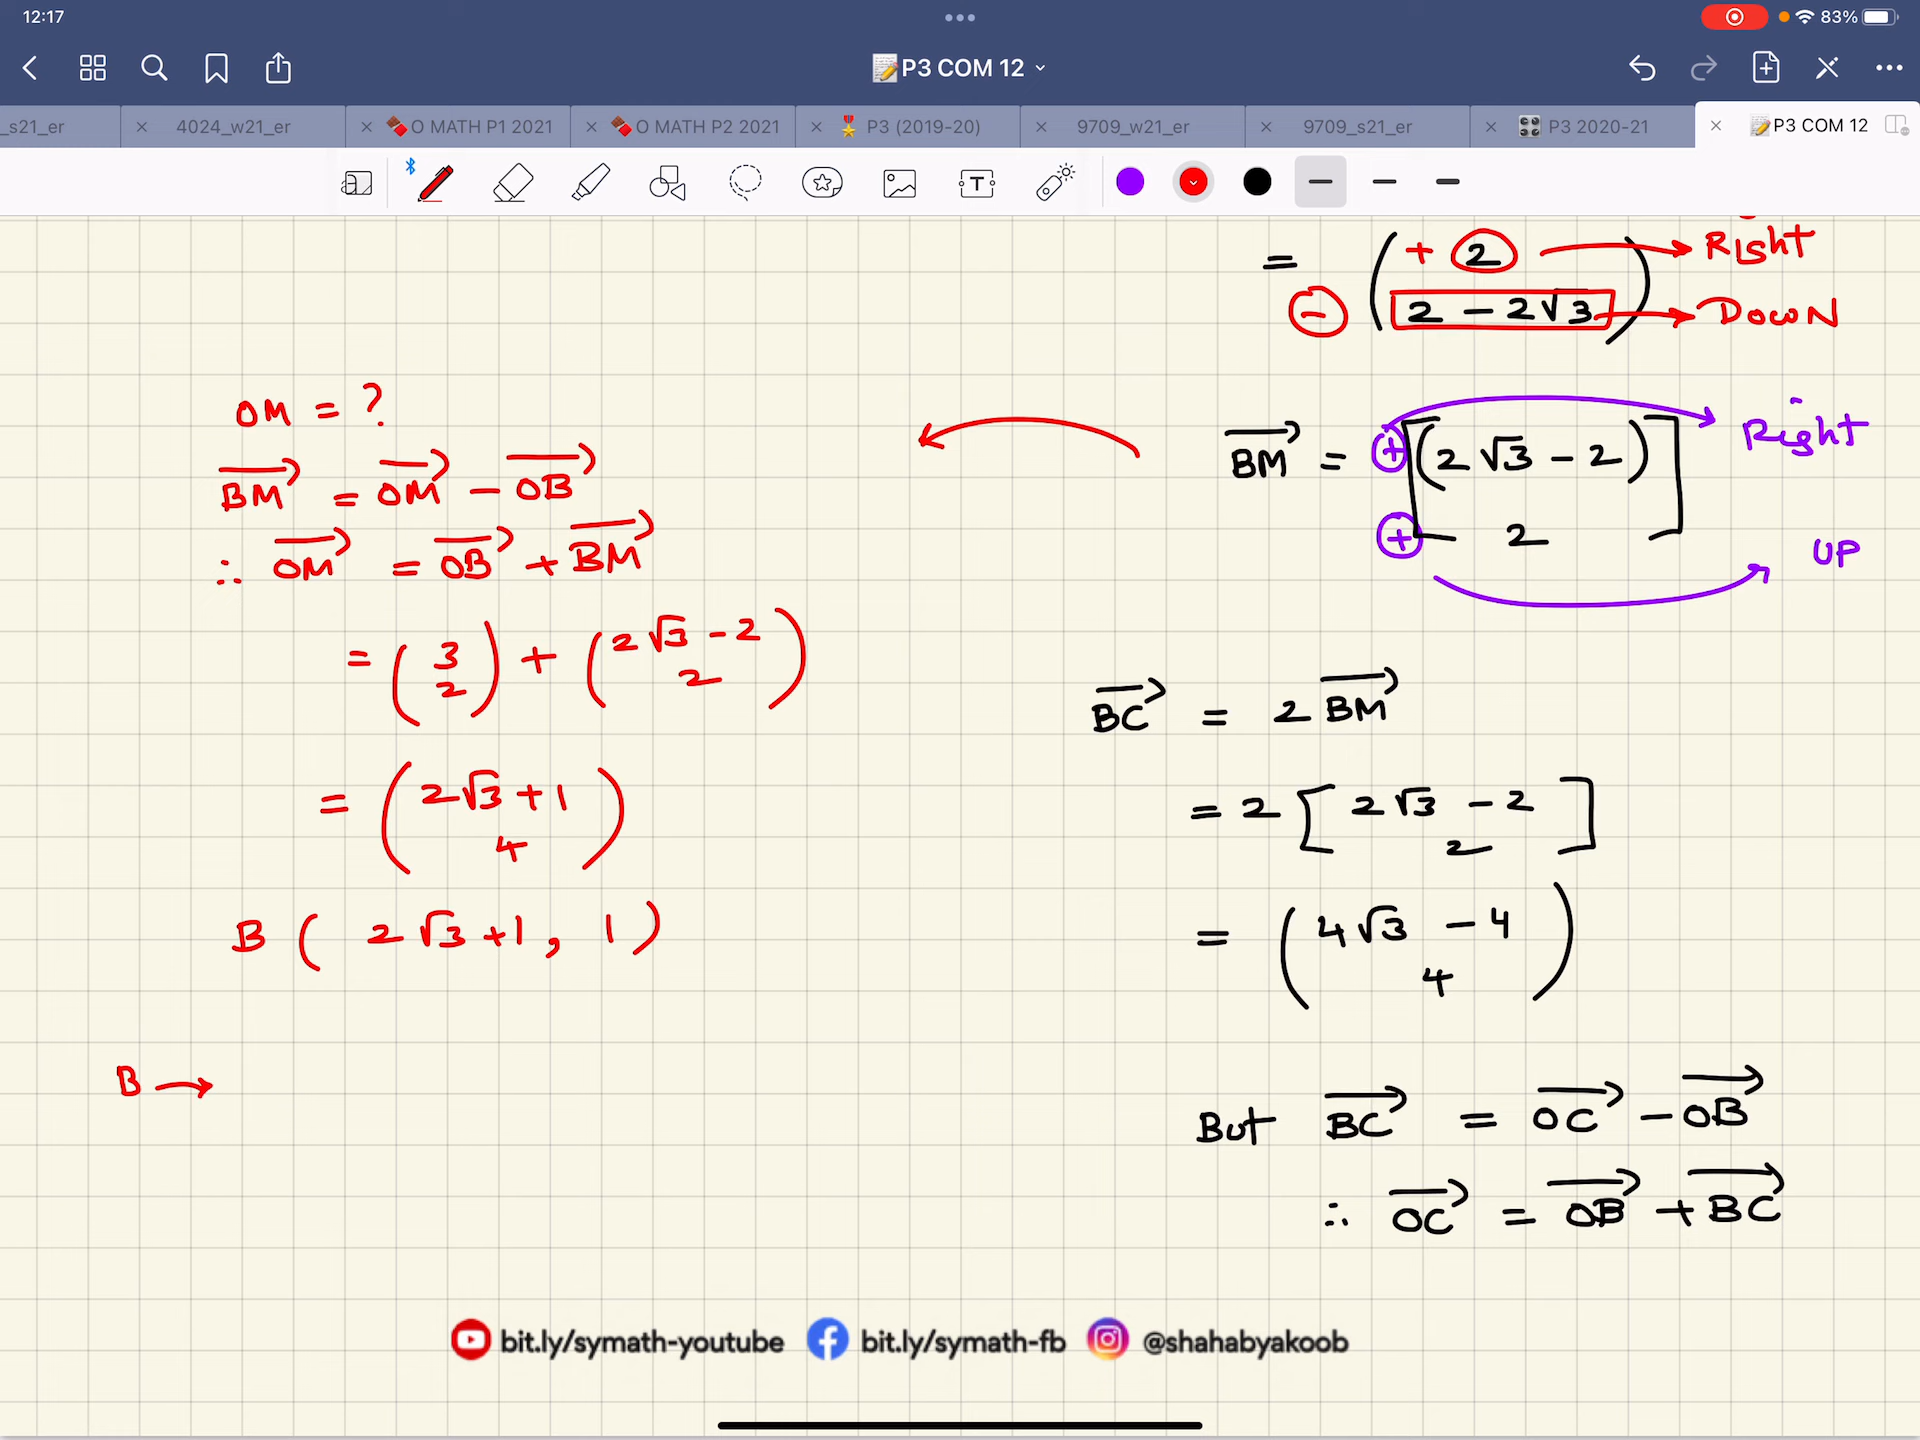 12:17
83%
P3 COM 12
_s21_er
4024_w21_er
O MATH P1 2021
O MATH P2 2021
P3 (2019-20)
9709_w21_er
9709_s21_er
P3 2020-21
P3 COM 12
= ( + 2 → Right
− 2 − 2√3 ) → DOWN
OM = ?
BM = OM − OB
∴ OM = OB + BM
= (3 2) + (2√3 − 2 2)
= (2√3 + 1 4)
B ( 2√3 + 1 , 1 )
B →
BM = [ + (2√3 − 2) Right
+ 2 ] UP
BC = 2 BM
= 2 [ 2√3 − 2
2 ]
= ( 4√3 − 4
4 )
But BC = OC − OB
∴ OC = OB + BC
bit.ly/symath-youtube bit.ly/symath-fb @shahabyakoob